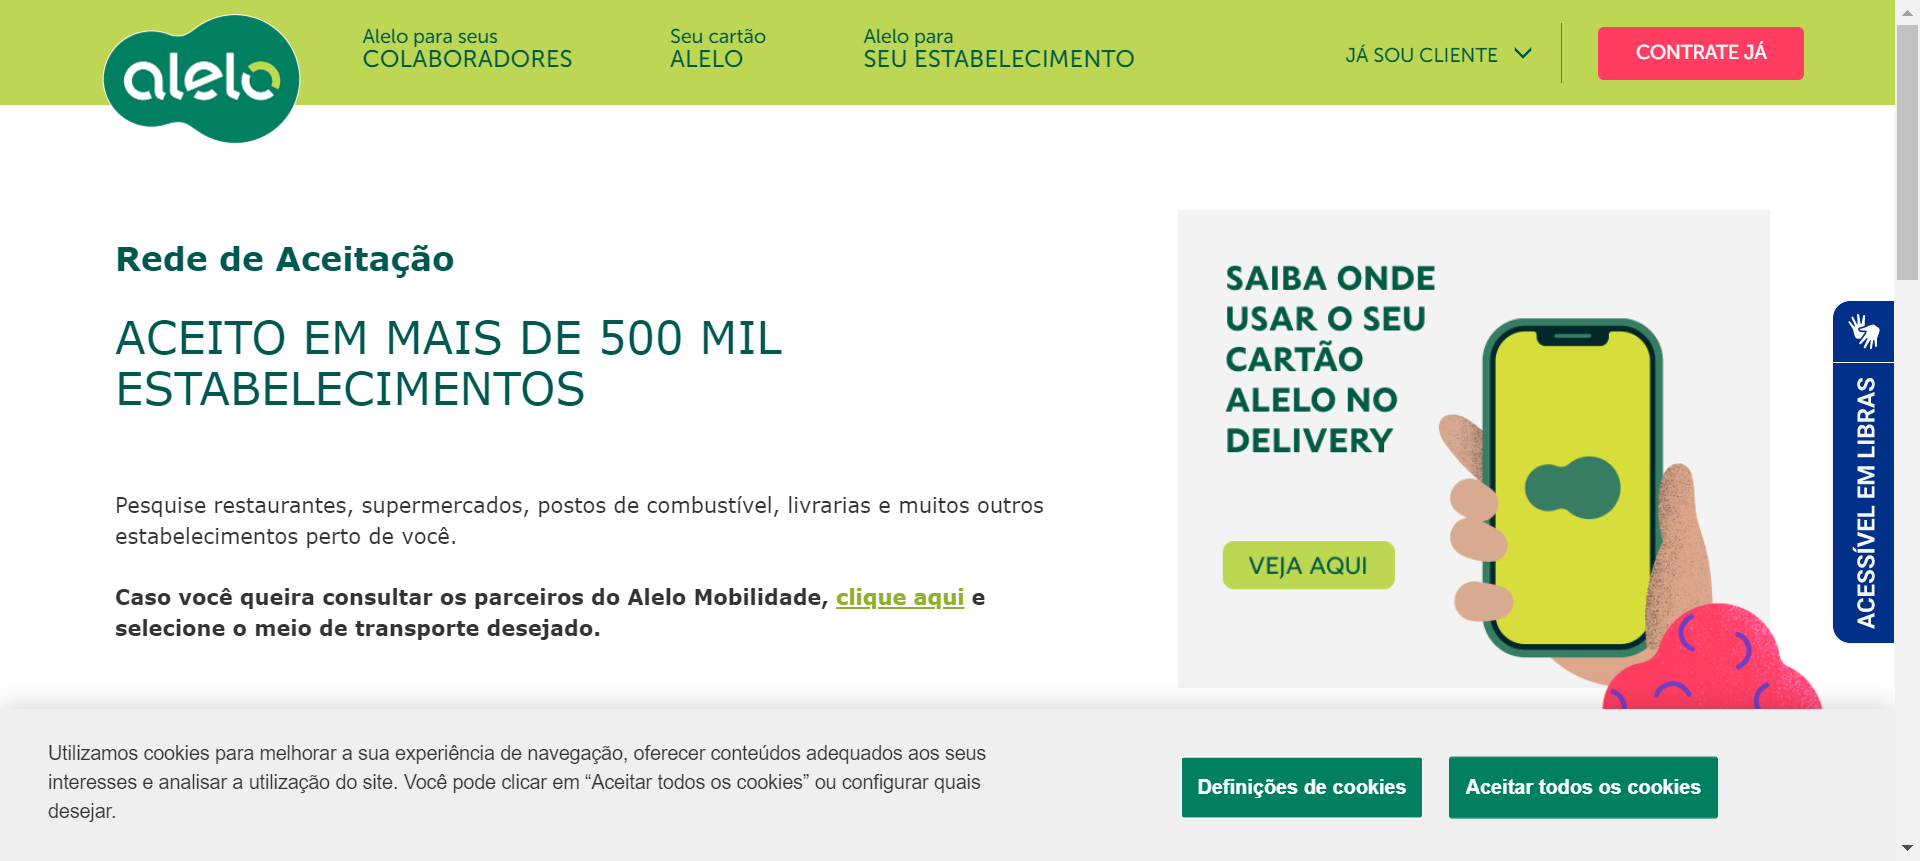 alelo
Alelo para seus
COLABORADORES
Seu cartão
ALELO
Alelo para
SEU ESTABELECIMENTO
JÁ SOU CLIENTE
CONTRATE JÁ
Rede de Aceitação
ACEITO EM MAIS DE 500 MIL
ESTABELECIMENTOS
Pesquise restaurantes, supermercados, postos de combustível, livrarias e muitos outros
estabelecimentos perto de você.
Caso você queira consultar os parceiros do Alelo Mobilidade, clique aqui e
selecione o meio de transporte desejado.
SAIBA ONDE
USAR O SEU
CARTÃO
ALELO NO
DELIVERY
VEJA AQUI
ACESSÍVEL EM LIBRAS
Utilizamos cookies para melhorar a sua experiência de navegação, oferecer conteúdos adequados aos seus
interesses e analisar a utilização do site. Você pode clicar em “Aceitar todos os cookies” ou configurar quais
desejar.
Definições de cookies
Aceitar todos os cookies